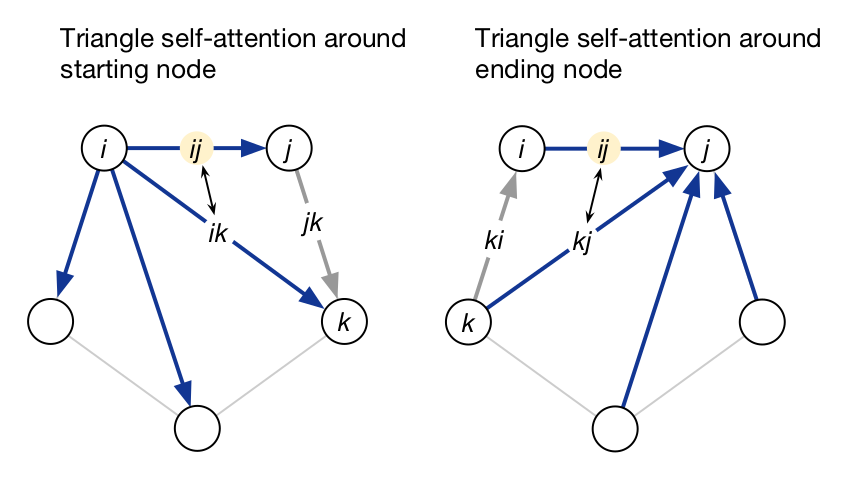 Triangle self-attention around
starting node
i
ij
j
ik
jk
k
Triangle self-attention around
ending node
i
ij
j
ki
kj
k